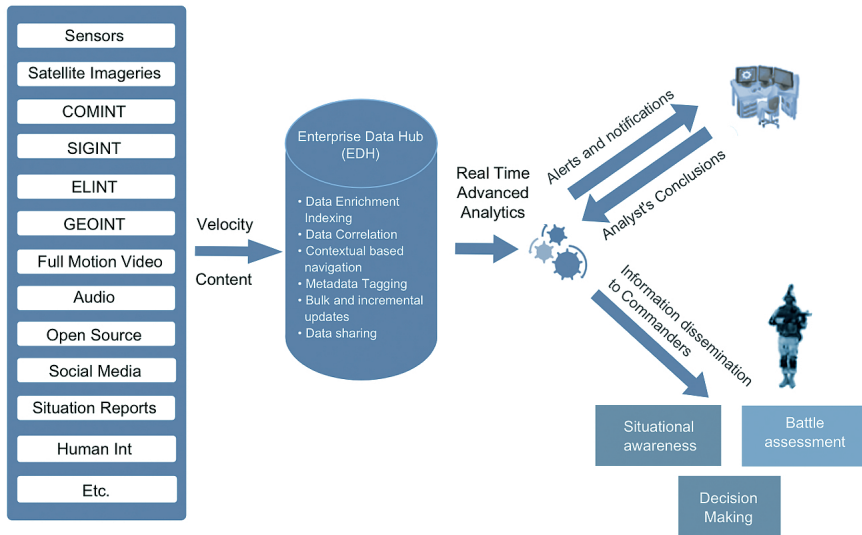 Sensors
Satellite Imageries
COMINT
SIGINT
ELINT
GEOINT
Full Motion Video
Audio
Open Source
Social Media
Situation Reports
Human Int
Etc.
Velocity
Content
Enterprise Data Hub
(EDH)
• Data Enrichment
Indexing
• Data Correlation
• Contextual based
navigation
• Metadata Tagging
• Bulk and incremental
updates
• Data sharing
Real Time
Advanced
Analytics
Alerts and notifications
Analyst's Conclusions
Information dissemination
to Commanders
Situational
awareness
Battle
assessment
Decision
Making